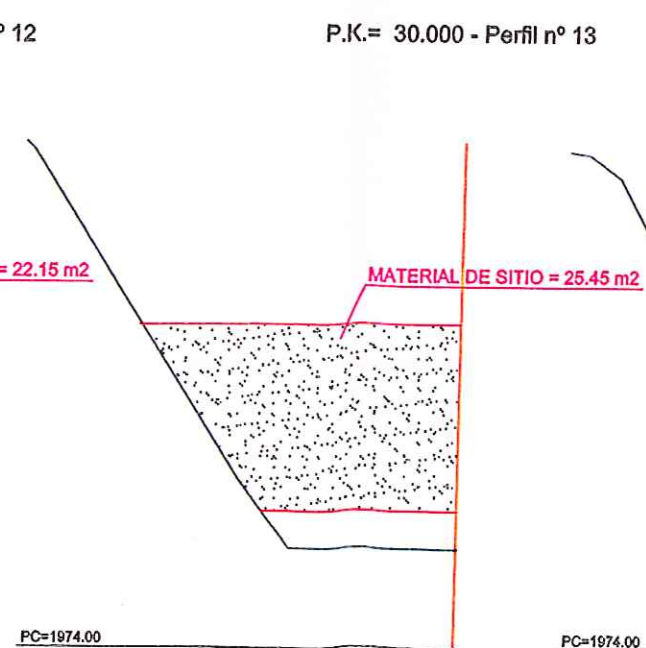 º 12
P.K.= 30.000 - Perfil nº 13
= 22.15 m2
MATERIAL DE SITIO = 25.45 m2
PC=1974.00
PC=1974.00